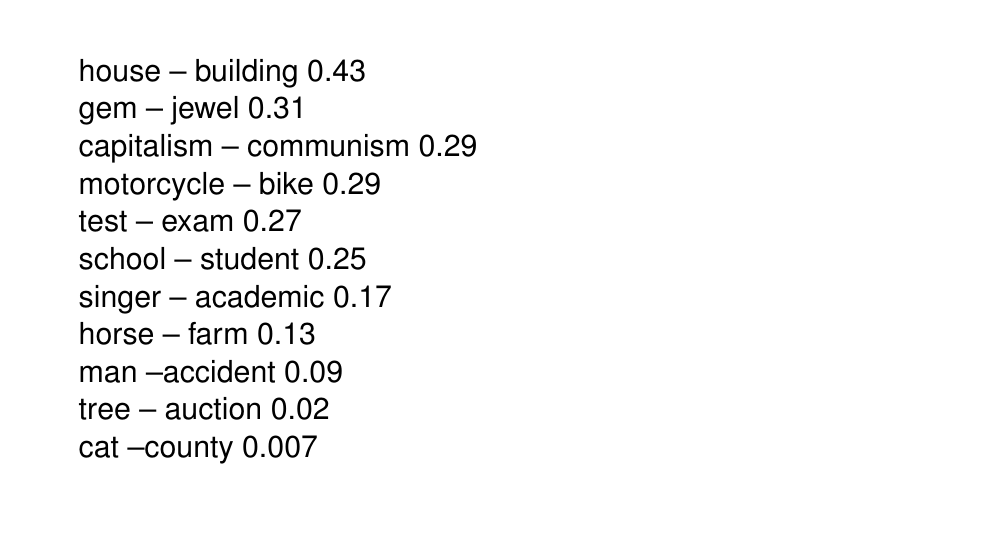 house – building 0.43
gem – jewel 0.31
capitalism – communism 0.29
motorcycle – bike 0.29
test – exam 0.27
school – student 0.25
singer – academic 0.17
horse – farm 0.13
man –accident 0.09
tree – auction 0.02
cat –county 0.007